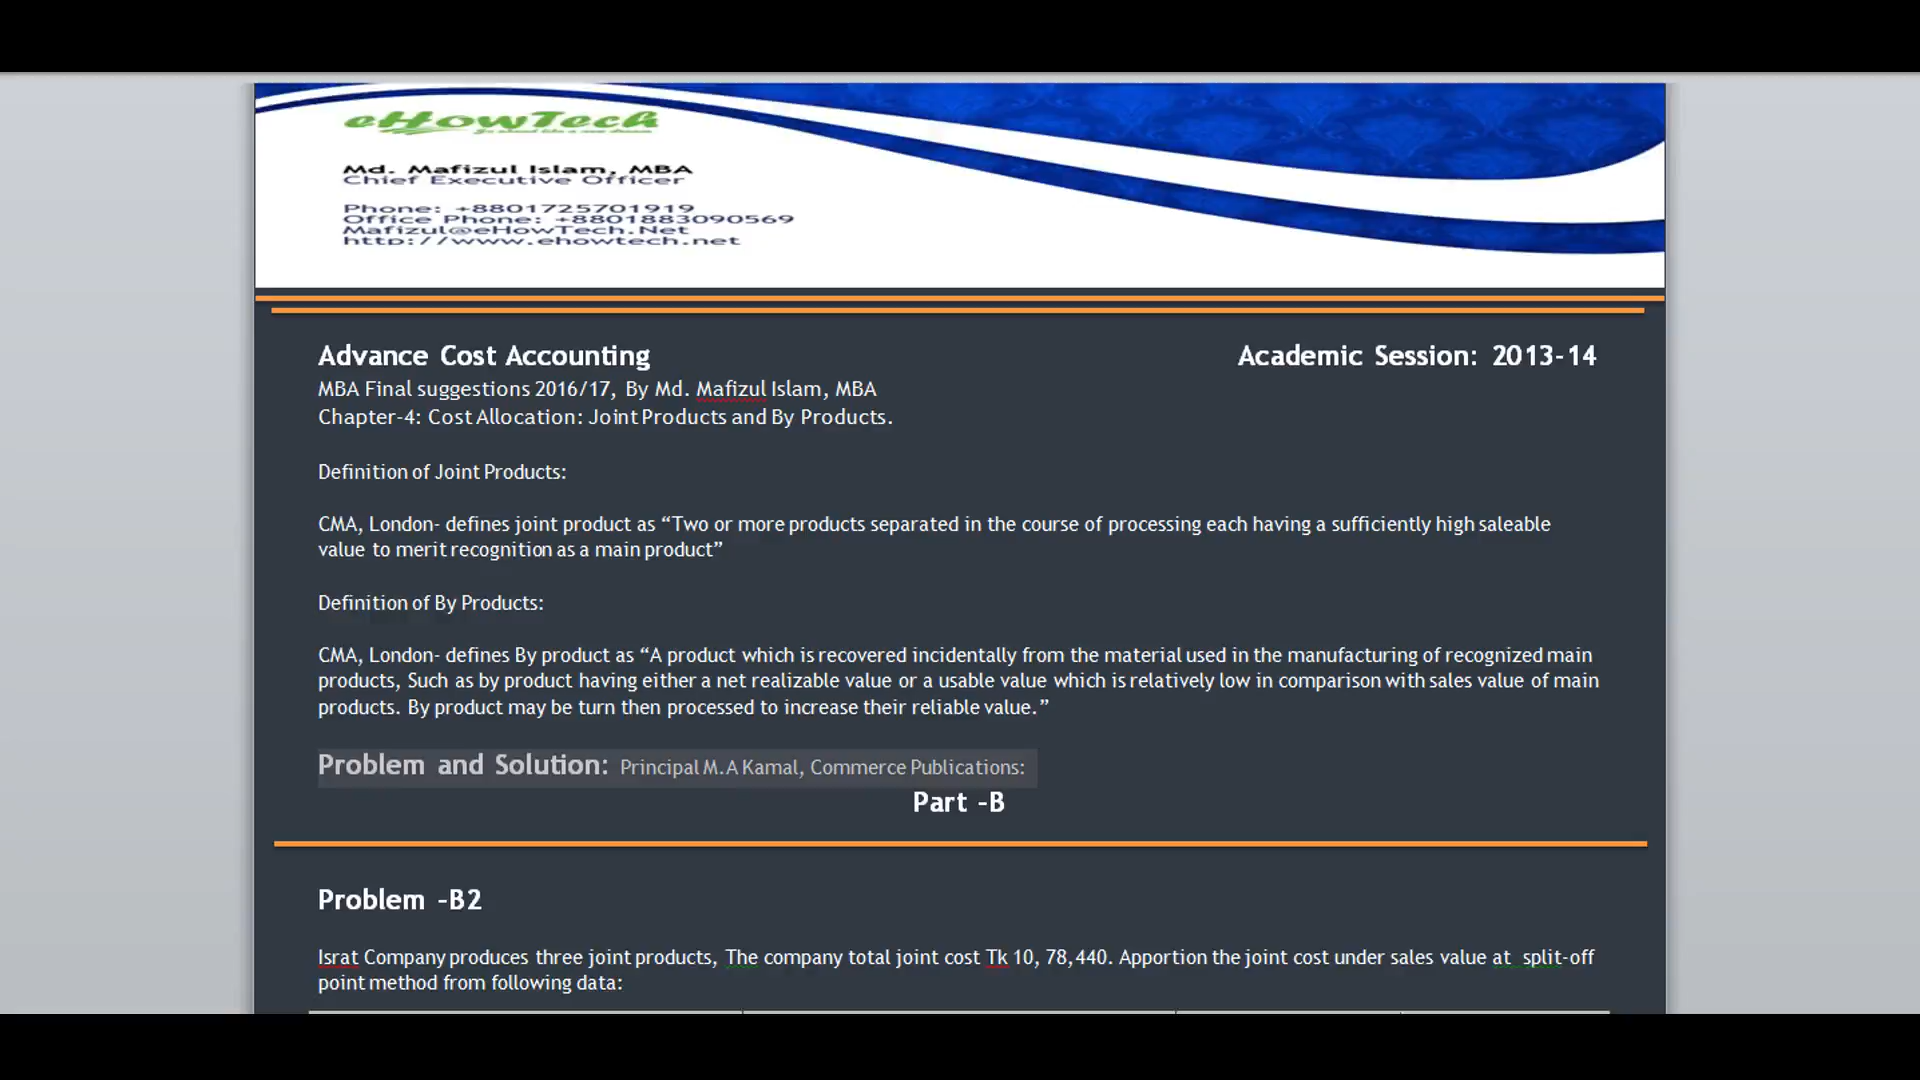 eHowTech
Md. Mafizul Islam, MBA
Chief Executive Officer
Phone: +8801725701919
Office Phone: +8801883090569
Mafizul@eHowTech.Net
http://www.ehowtech.net
Advance Cost Accounting
Academic Session: 2013-14
MBA Final suggestions 2016/17, By Md. Mafizul Islam, MBA
Chapter-4: Cost Allocation: Joint Products and By Products.
Definition of Joint Products:
CMA, London- defines joint product as “Two or more products separated in the course of processing each having a sufficiently high saleable
value to merit recognition as a main product”
Definition of By Products:
CMA, London- defines By product as “A product which is recovered incidentally from the material used in the manufacturing of recognized main
products, Such as by product having either a net realizable value or a usable value which is relatively low in comparison with sales value of main
products. By product may be turn then processed to increase their reliable value.”
Problem and Solution: Principal M.A Kamal, Commerce Publications:
Part -B
Problem -B2
Israt Company produces three joint products, The company total joint cost Tk 10, 78,440. Apportion the joint cost under sales value at split-off
point method from following data: